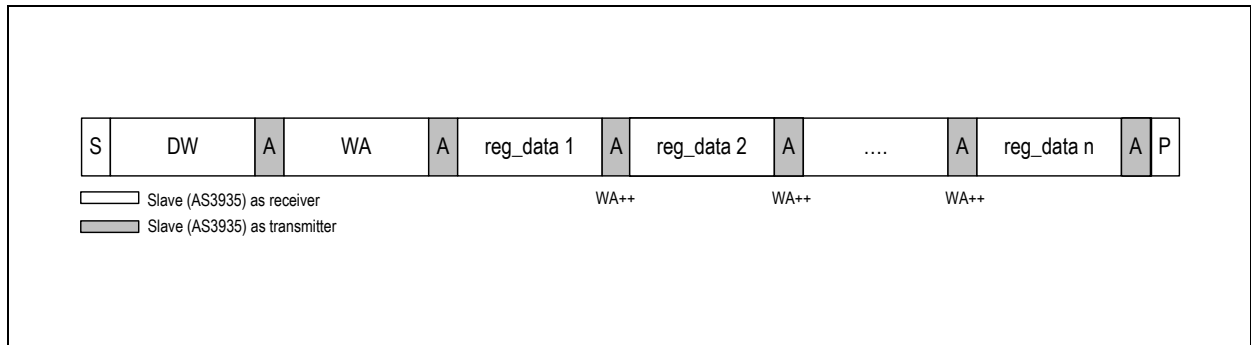 S DW A WA A reg_data 1 A reg_data 2 A .... A reg_data n A P
WA++ WA++ WA++
Slave (AS3935) as receiver
Slave (AS3935) as transmitter